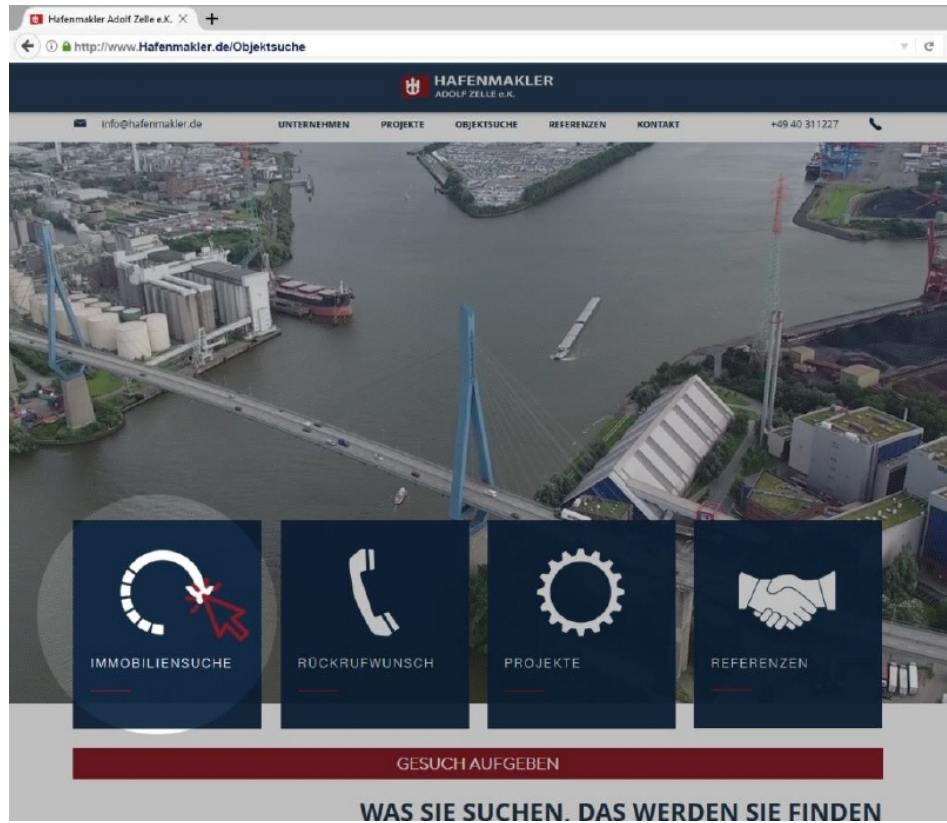 Hafenmakler Adolf Zelle e.K.
http://www.Hafenmakler.de/Objektsuche
HAFENMAKLER
ADOLF ZELLE e.K.
info@hafenmakler.de UNTERNEHMEN PROJEKTE OBJEKTSUCHE REFERENZEN KONTAKT +49 40 311227
IMMOBILIENSUCHE RÜCKRUFWUNSCH PROJEKTE REFERENZEN
GESUCH AUFGEBEN
WAS SIE SUCHEN, DAS WERDEN SIE FINDEN